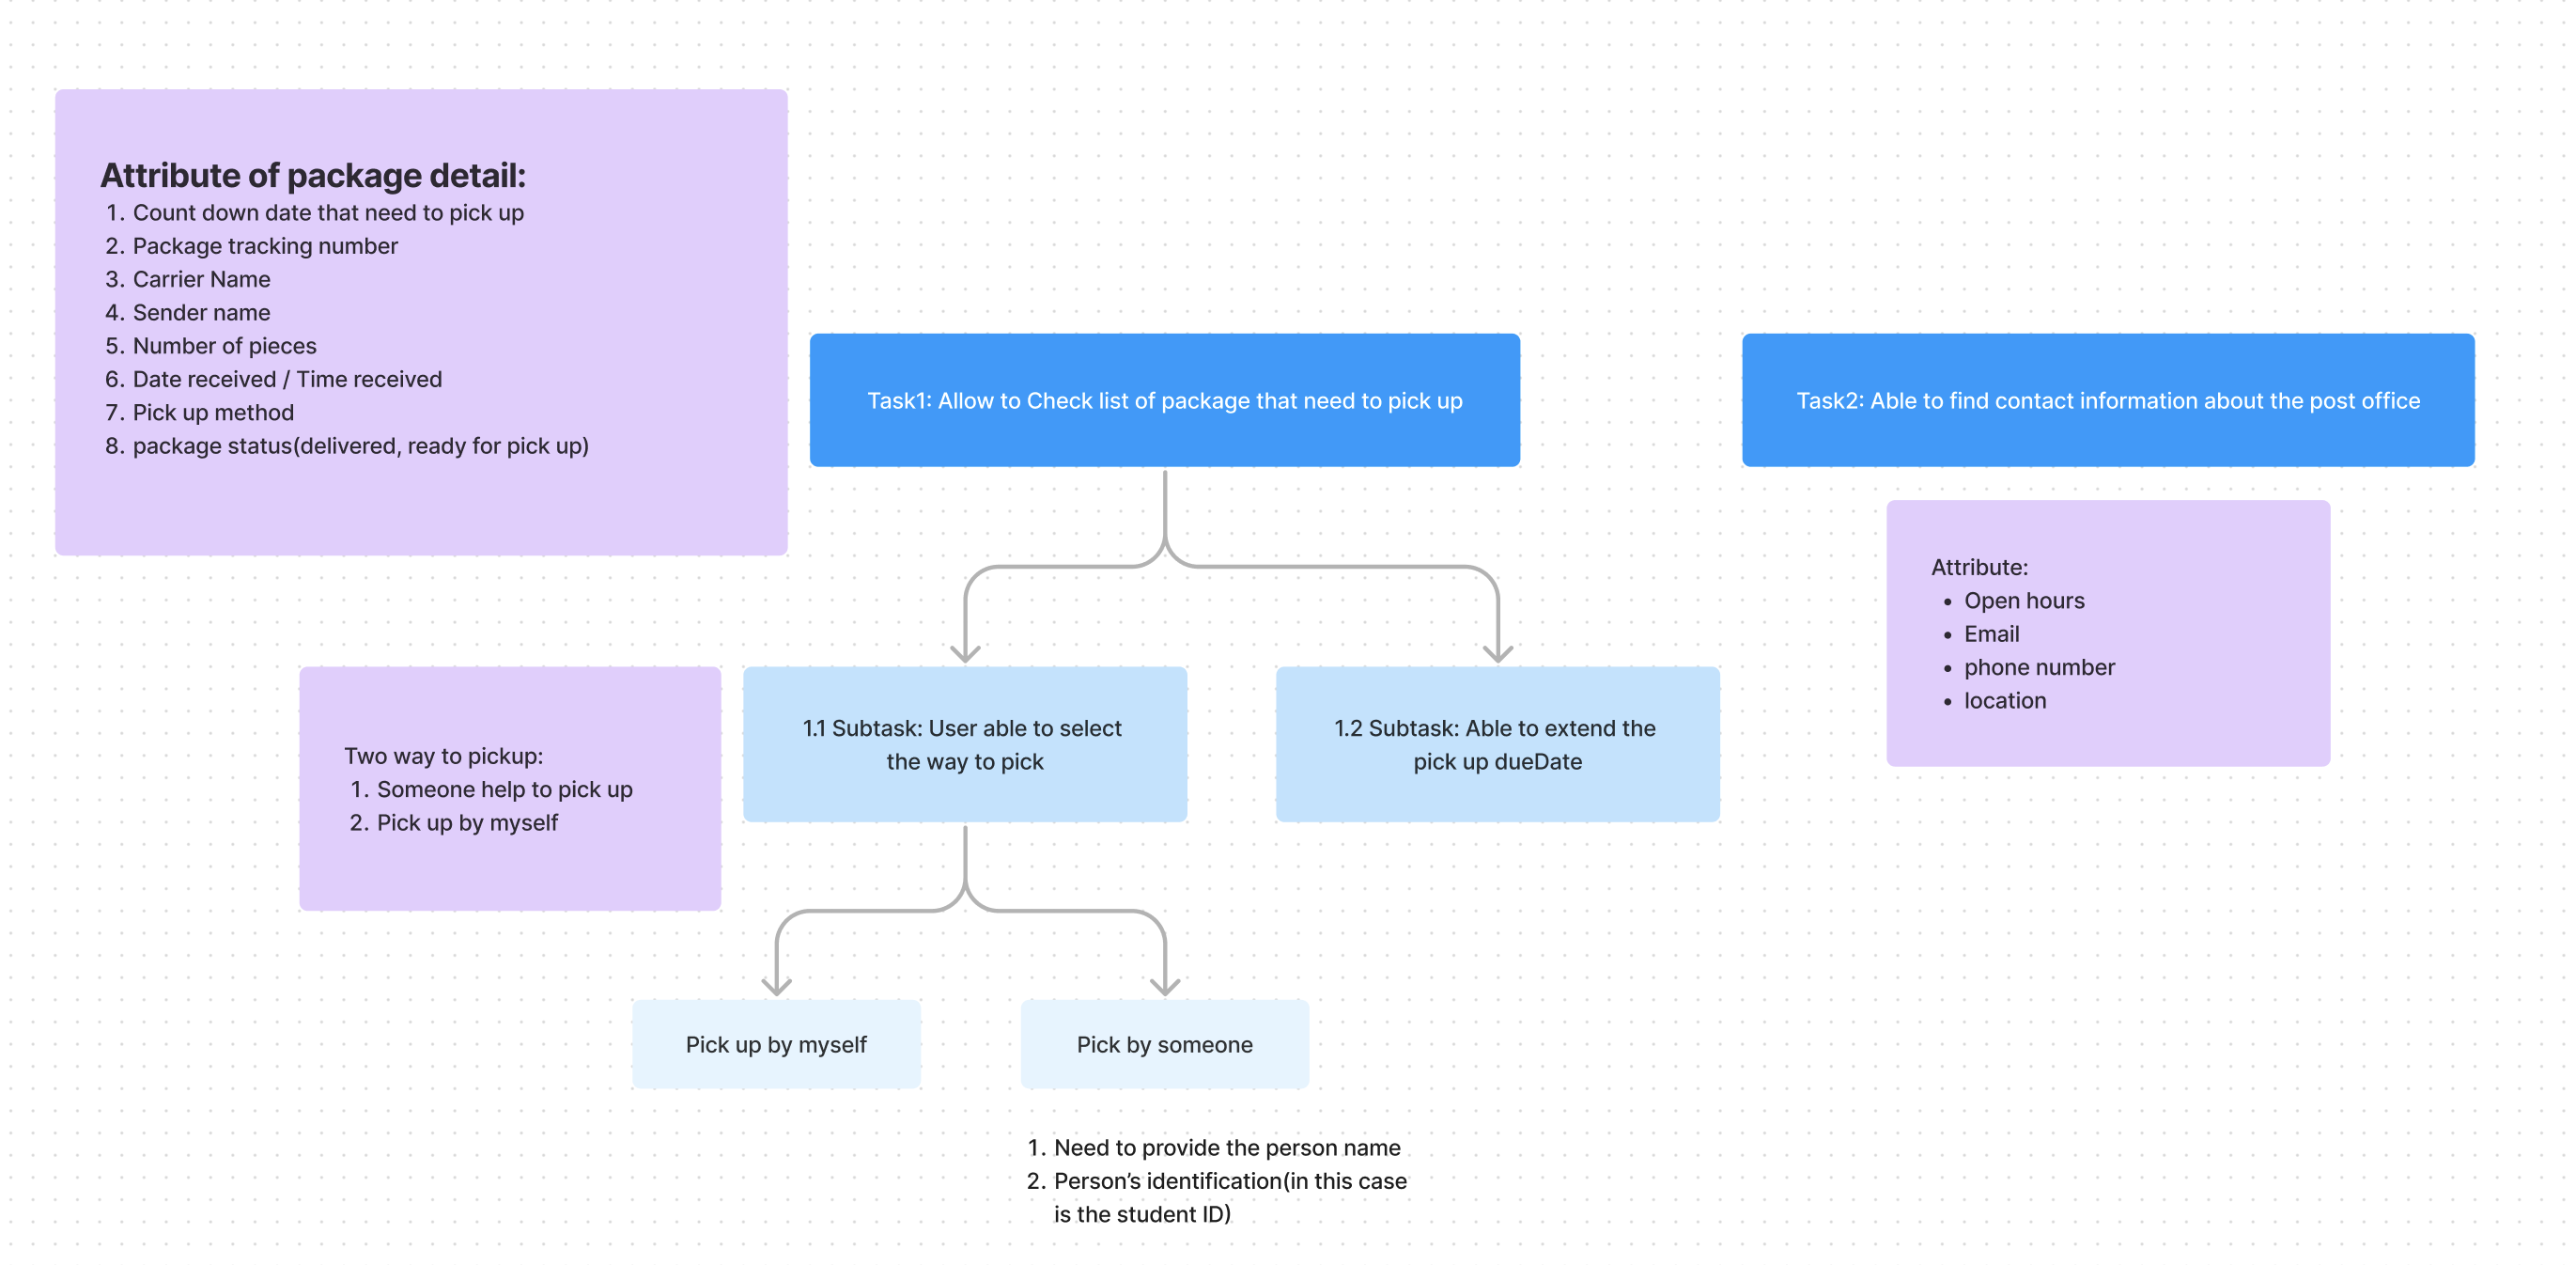 Attribute of package detail:
1. Count down date that need to pick up
2. Package tracking number
3. Carrier Name
4. Sender name
5. Number of pieces
6. Date received / Time received
7. Pick up method
8. package status(delivered, ready for pick up)
Task1: Allow to Check list of package that need to pick up
Task2: Able to find contact information about the post office
Attribute:
• Open hours
• Email
• phone number
• location
Two way to pickup:
1. Someone help to pick up
2. Pick up by myself
1.1 Subtask: User able to select
the way to pick
1.2 Subtask: Able to extend the
pick up dueDate
Pick up by myself
Pick by someone
1. Need to provide the person name
2. Person’s identification(in this case
is the student ID)